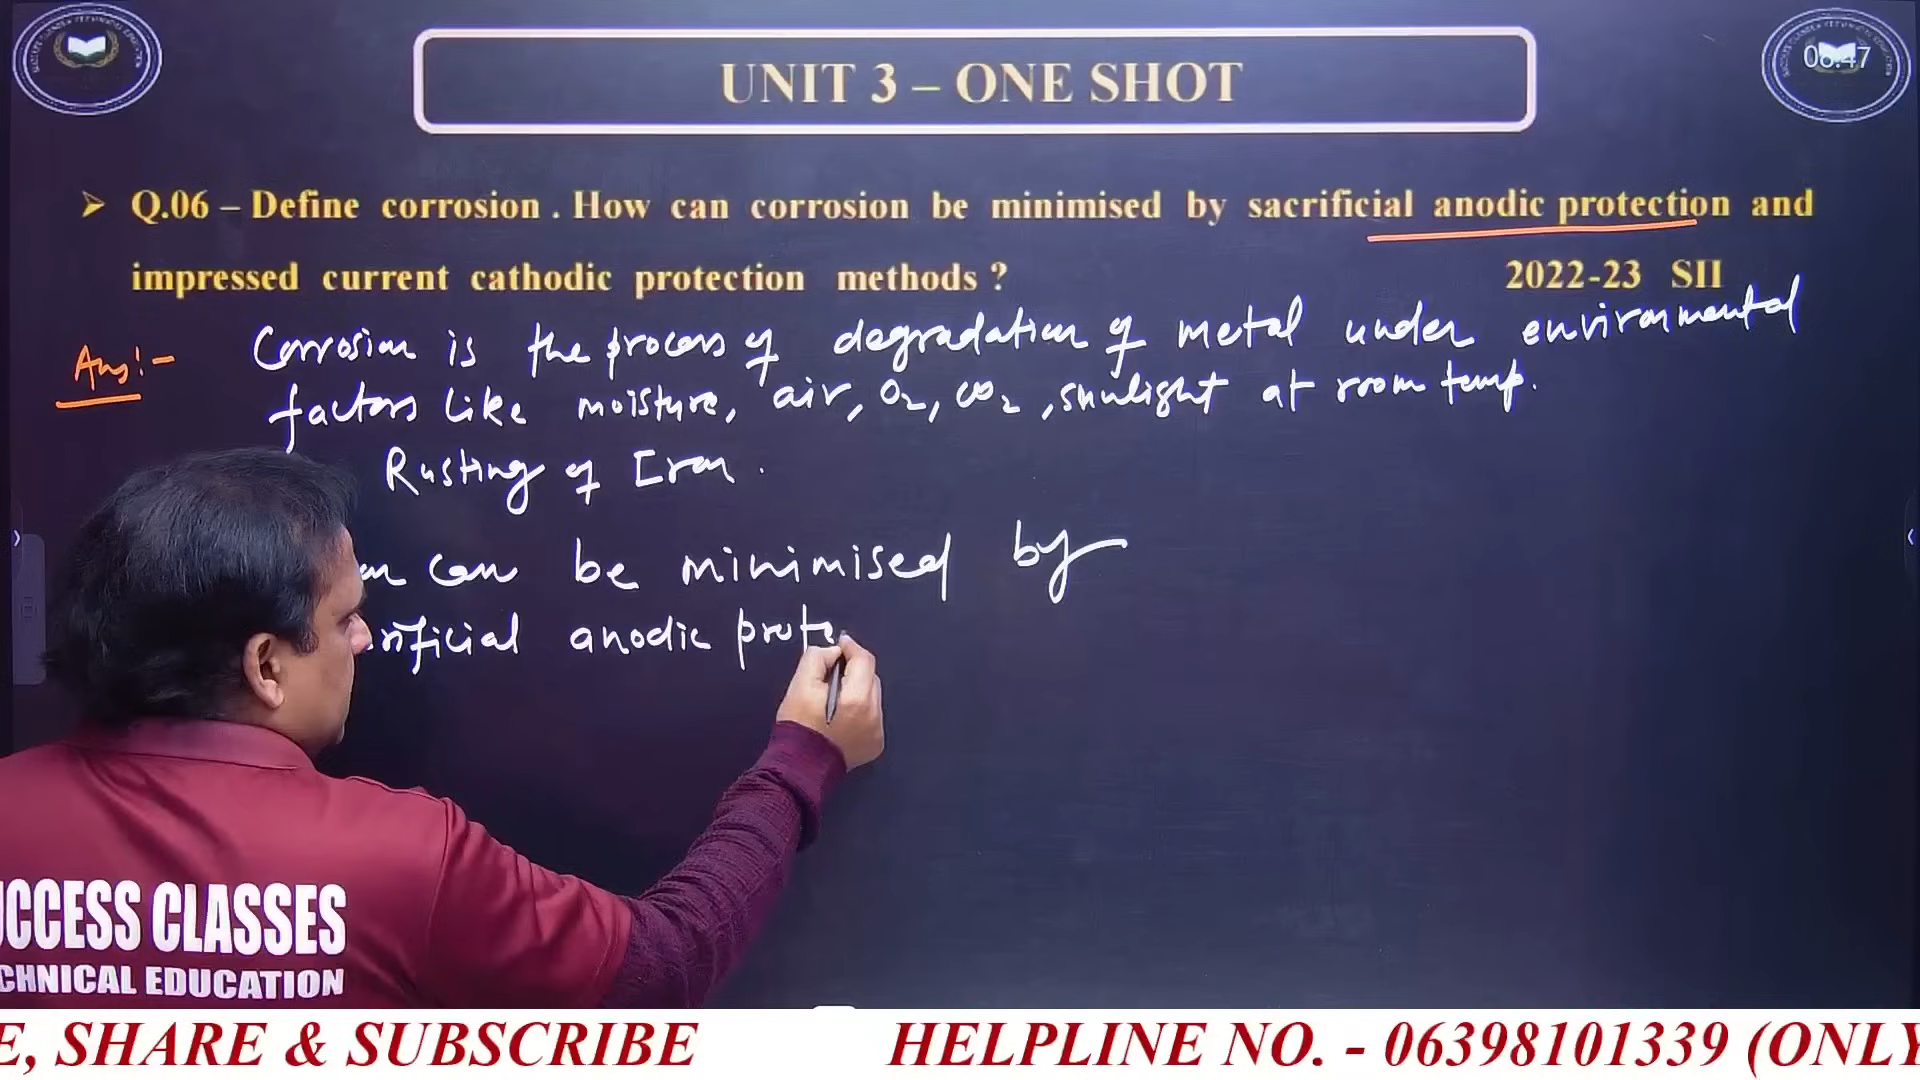 UNIT 3 – ONE SHOT
06:47
➤ Q.06 – Define corrosion . How can corrosion be minimised by sacrificial anodic protection and
impressed current cathodic protection methods ?
2022-23 SII
Ans:-
Corrosion is the process of degradation of metal under environmental
factors like moisture, air, O2, CO2, sunlight at room temp.
Rusting of Iron.
can be minimised by
anodic prote
UCCESS CLASSES
CHNICAL EDUCATION
E, SHARE & SUBSCRIBE HELPLINE NO. - 06398101339 (ONLY